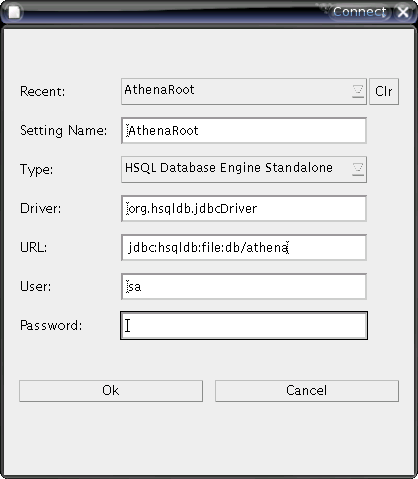 Connect
Recent: AthenaRoot Clr
Setting Name: AthenaRoot
Type: HSQL Database Engine Standalone
Driver: org.hsqldb.jdbcDriver
URL: jdbc:hsqldb:file:db/athena
User: sa
Password:
Ok Cancel